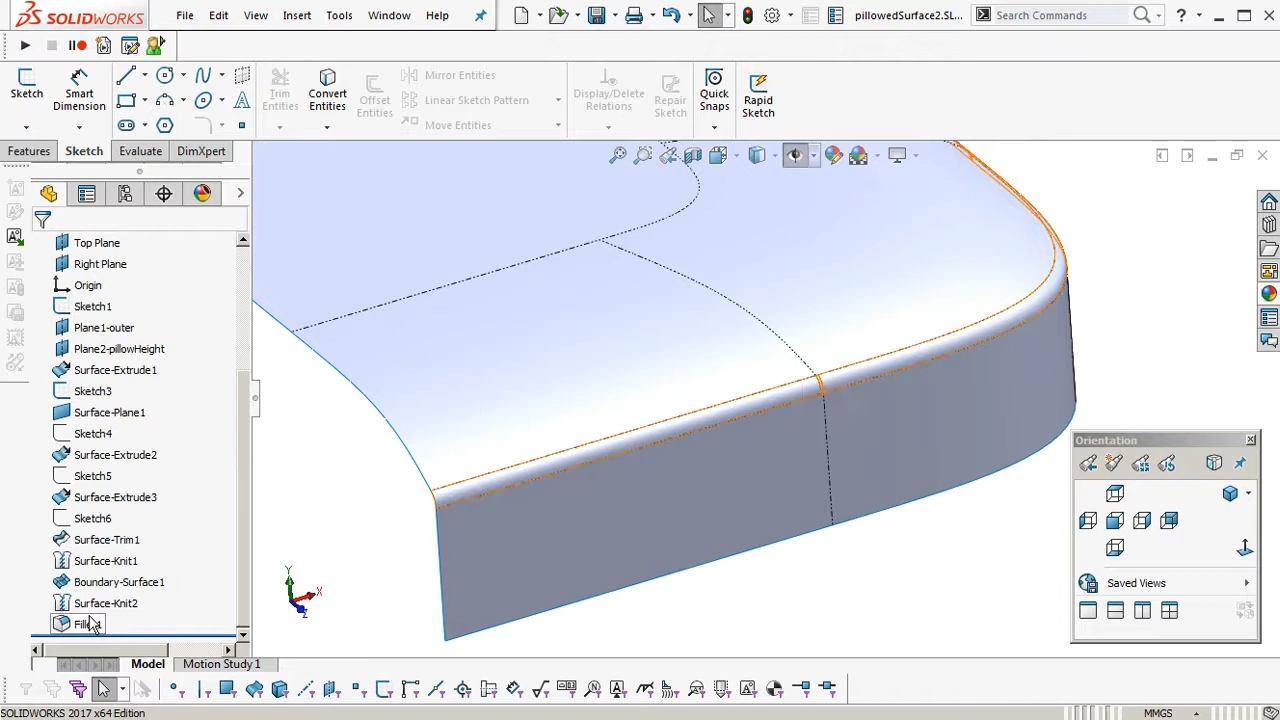 SOLIDWORKS File Edit View Insert Tools Window Help pillowedSurface2.SL... Search Commands ?
Sketch Smart Dimension Trim Entities Convert Entities Offset Entities Mirror Entities Linear Sketch Pattern Move Entities Display/Delete Relations Repair Sketch Quick Snaps Rapid Sketch
Features Sketch Evaluate DimXpert
Top Plane
Right Plane
Origin
Sketch1
Plane1-outer
Plane2-pillowHeight
Surface-Extrude1
Sketch3
Surface-Plane1
Sketch4
Surface-Extrude2
Sketch5
Surface-Extrude3
Sketch6
Surface-Trim1
Surface-Knit1
Boundary-Surface1
Surface-Knit2
Y
X
Z
Orientation
Saved Views
Model Motion Study 1
SOLIDWORKS 2017 x64 Edition MMGS